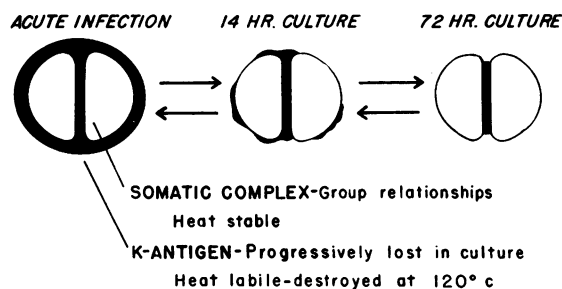 ACUTE INFECTION 14 HR. CULTURE 72 HR. CULTURE
SOMATIC COMPLEX-Group relationships
Heat stable
K-ANTIGEN-Progressively lost in culture
Heat labile-destroyed at 120° c